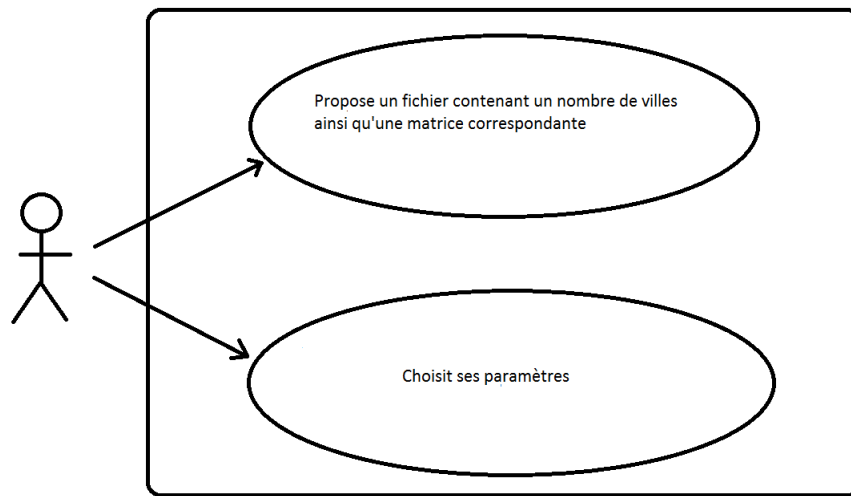 Propose un fichier contenant un nombre de villes
ainsi qu'une matrice correspondante
Choisit ses paramètres